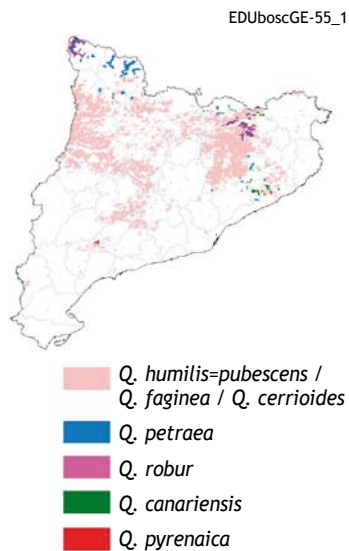 EDUboscGE-55_1
Q. humilis=pubescens /
Q. faginea / Q. cerrioides
Q. petraea
Q. robur
Q. canariensis
Q. pyrenaica